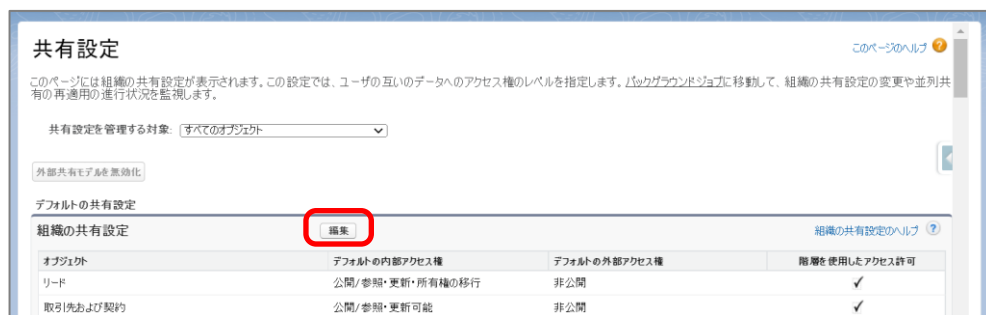 共有設定
このページのヘルプ
このページには組織の共有設定が表示されます。この設定では、ユーザの互いのデータへのアクセス権のレベルを指定します。バックグラウンドジョブに移動して、組織の共有設定の変更や並列共
有の再適用の進行状況を監視します。
共有設定を管理する対象: すべてのオブジェクト
外部共有モデルを無効化
デフォルトの共有設定
組織の共有設定 編集 組織の共有設定のヘルプ ?
オブジェクト デフォルトの内部アクセス権 デフォルトの外部アクセス権 階層を使用したアクセス許可
リード 公開/参照・更新・所有権の移行 非公開 ✓
取引先および契約 公開/参照・更新可能 非公開 ✓